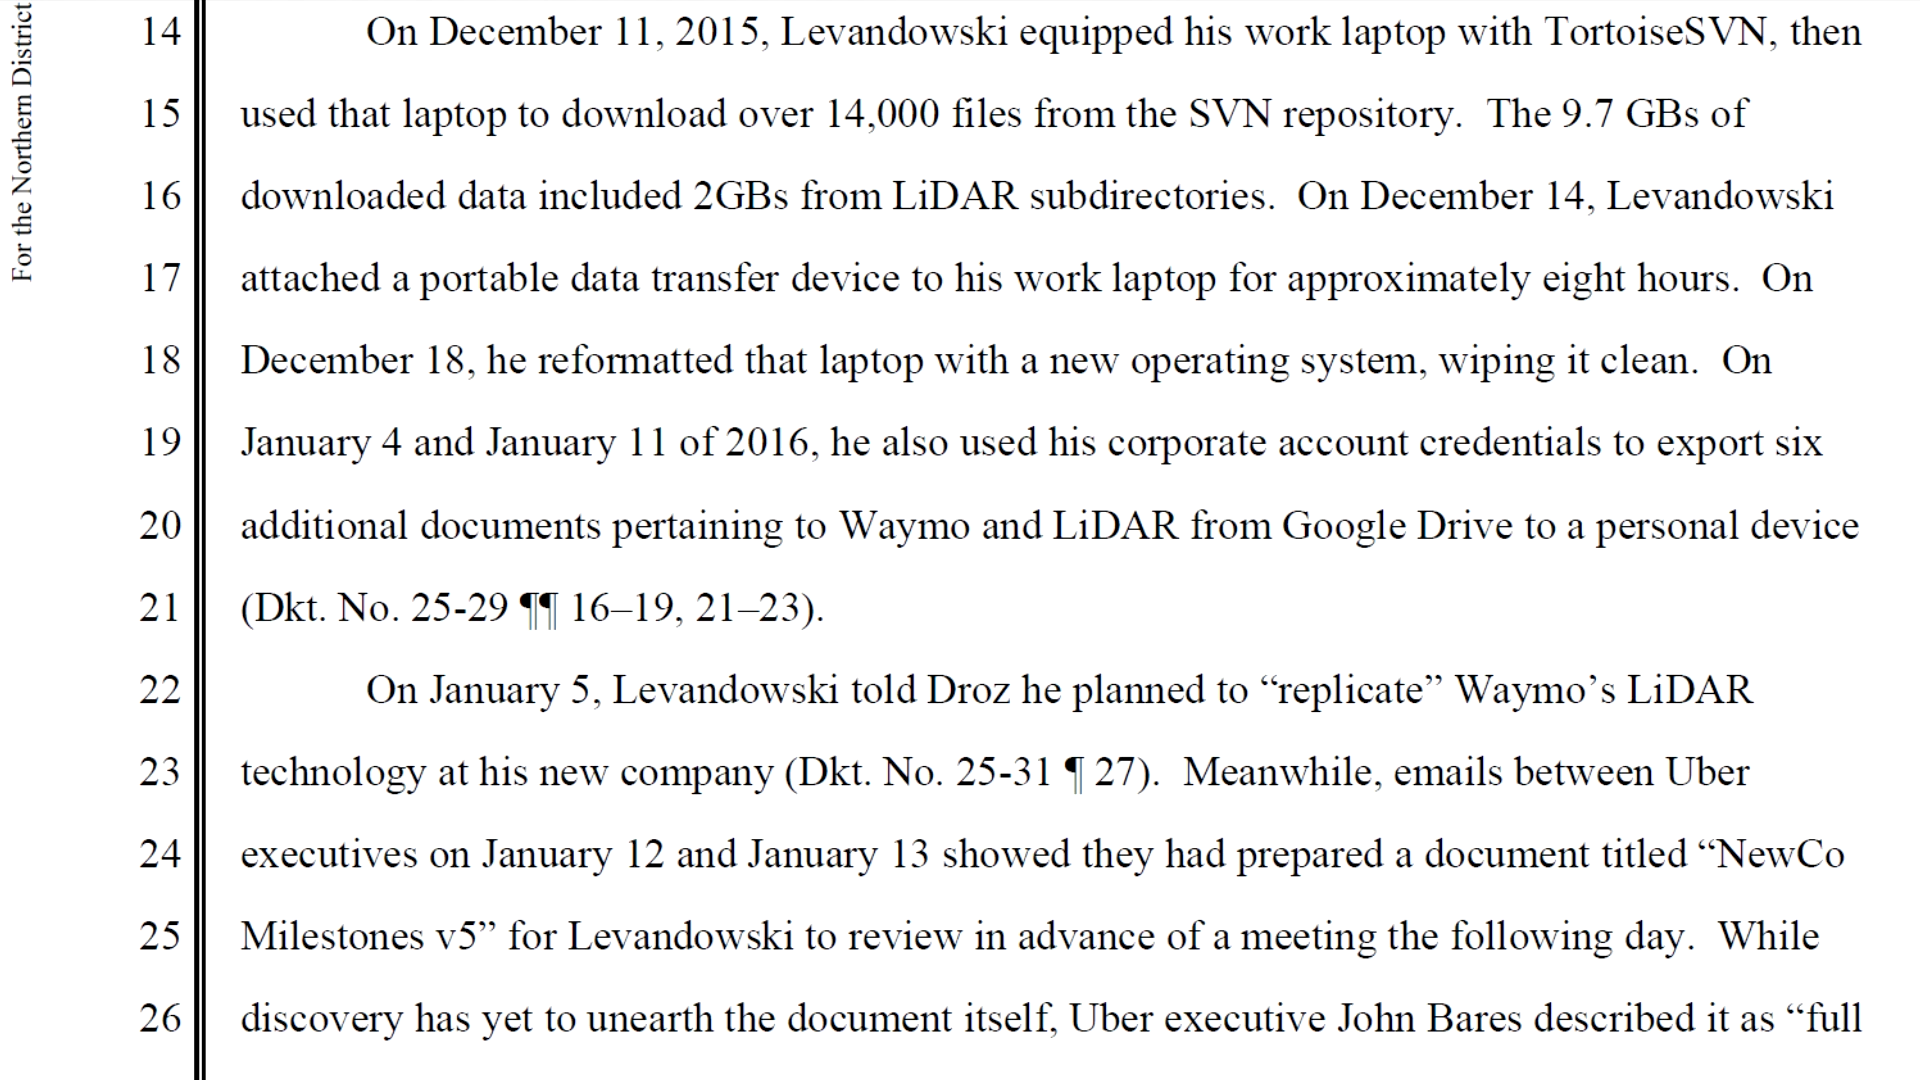 For the Northern District
14 On December 11, 2015, Levandowski equipped his work laptop with TortoiseSVN, then
15 used that laptop to download over 14,000 files from the SVN repository.  The 9.7 GBs of
16 downloaded data included 2GBs from LiDAR subdirectories.  On December 14, Levandowski
17 attached a portable data transfer device to his work laptop for approximately eight hours.  On
18 December 18, he reformatted that laptop with a new operating system, wiping it clean.  On
19 January 4 and January 11 of 2016, he also used his corporate account credentials to export six
20 additional documents pertaining to Waymo and LiDAR from Google Drive to a personal device
21 (Dkt. No. 25-29 ¶¶ 16–19, 21–23).
22 On January 5, Levandowski told Droz he planned to “replicate” Waymo’s LiDAR
23 technology at his new company (Dkt. No. 25-31 ¶ 27).  Meanwhile, emails between Uber
24 executives on January 12 and January 13 showed they had prepared a document titled “NewCo
25 Milestones v5” for Levandowski to review in advance of a meeting the following day.  While
26 discovery has yet to unearth the document itself, Uber executive John Bares described it as “full